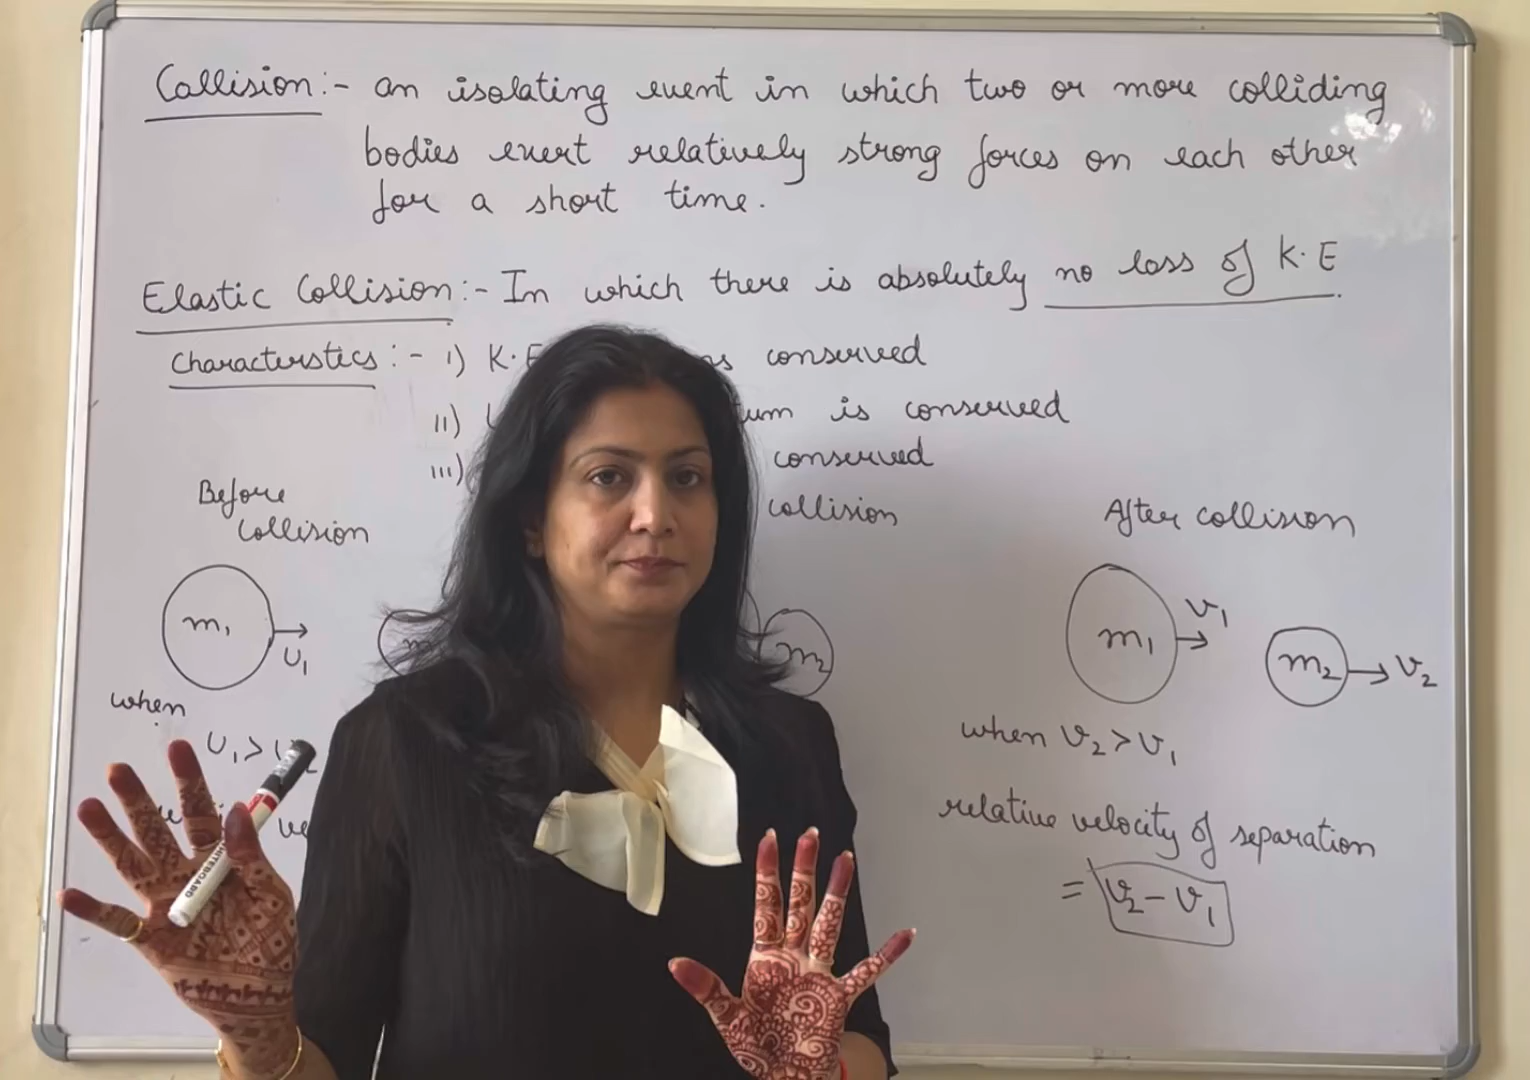 Collision :- an isolating event in which two or more colliding
bodies exert relatively strong forces on each other
for a short time.
Elastic Collision :- In which there is absolutely no loss of K.E.
Characterstics :- i) K.E conserved
ii) is conserved
iii) conserved
Before
collision
collision
After collision
m₁
U₁
m₂
m₁
v₁
m₂
v₂
when
U₁ >
when v₂ > v₁
relative velocity of separation
= v₂ - v₁
WHITEBOARD